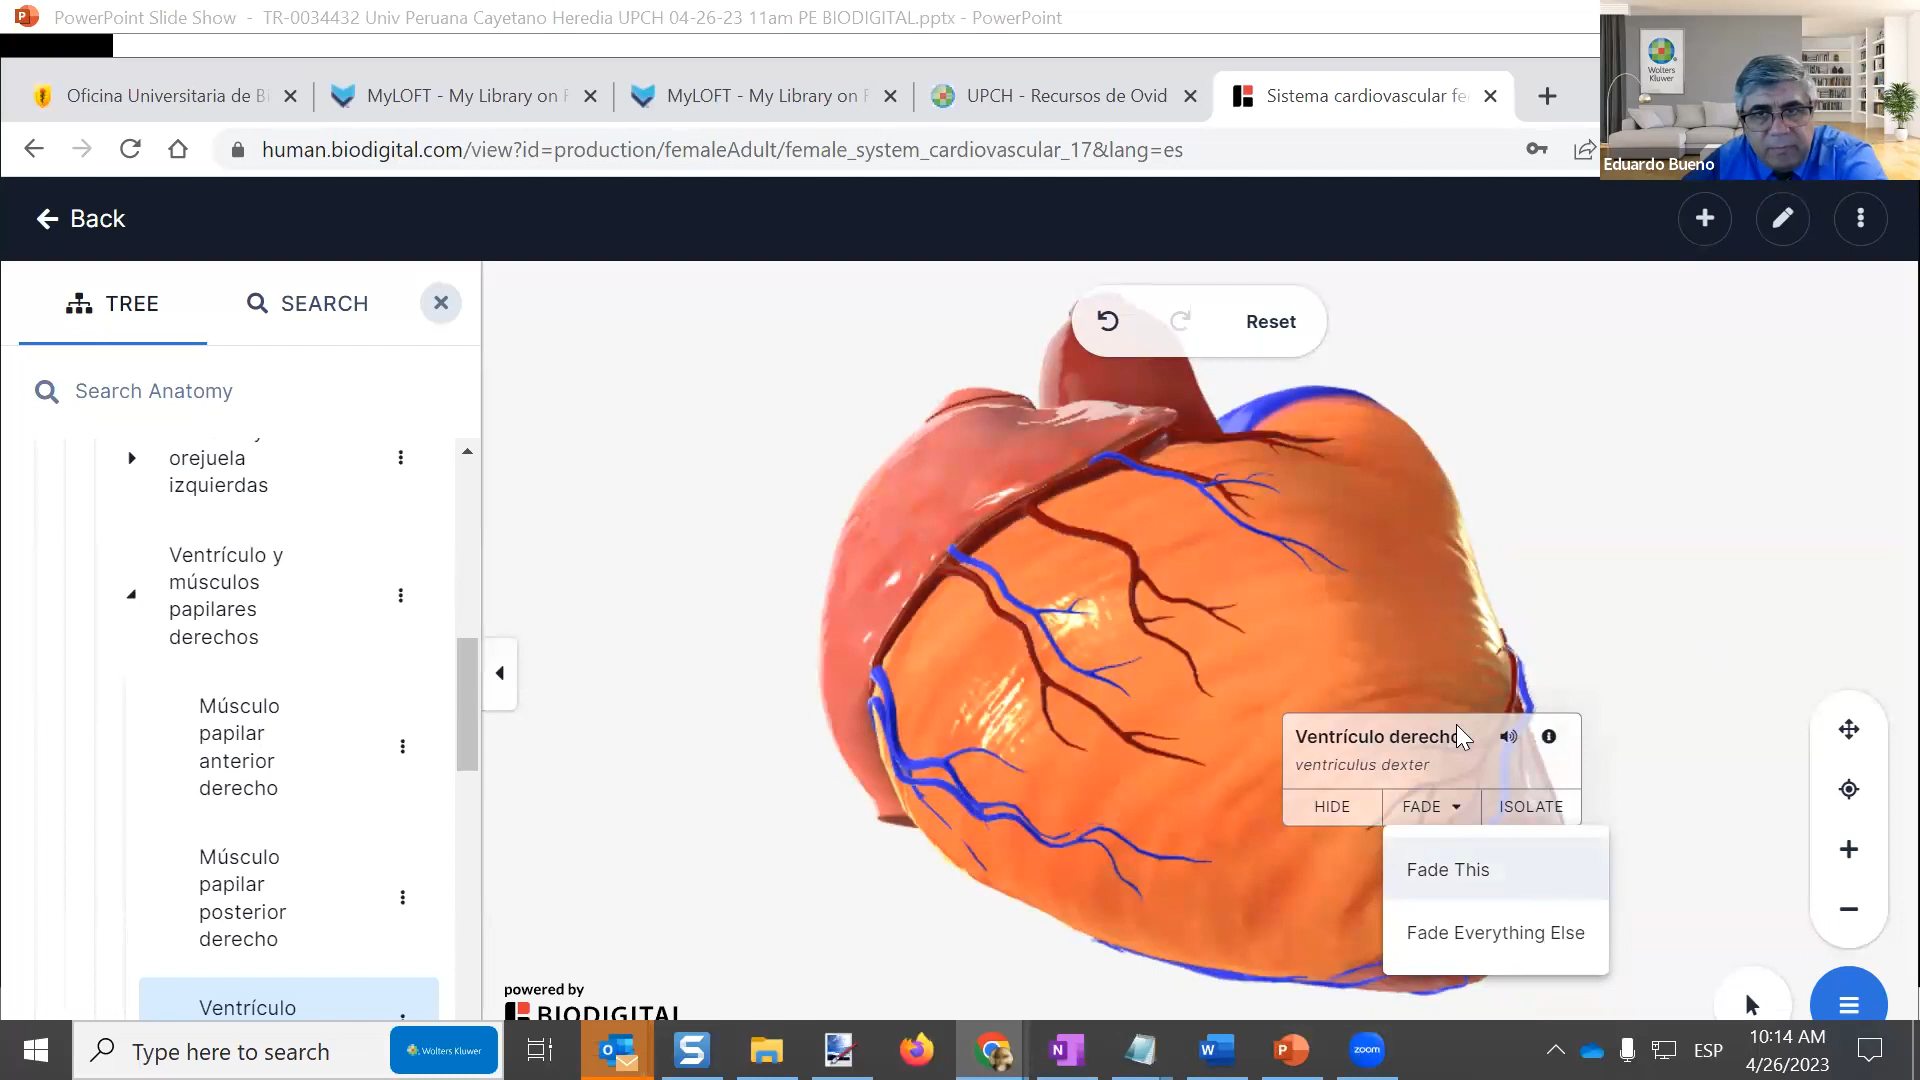 PowerPoint Slide Show - TR-0034432 Univ Peruana Cayetano Heredia UPCH 04-26-23 11am PE BIODIGITAL.pptx - PowerPoint
Wolters Kluwer
Eduardo Bueno
Oficina Universitaria de Bi
MyLOFT - My Library on F
MyLOFT - My Library on F
UPCH - Recursos de Ovid
Sistema cardiovascular fe
human.biodigital.com/view?id=production/femaleAdult/female_system_cardiovascular_17&lang=es
Back
TREE
SEARCH
Reset
Search Anatomy
orejuela
izquierdas
Ventrículo y
músculos
papilares
derechos
Músculo
papilar
anterior
derecho
Músculo
papilar
posterior
derecho
Ventrículo
Ventrículo derecho
ventriculus dexter
HIDE
FADE
ISOLATE
Fade This
Fade Everything Else
powered by
BIODIGITAL
Type here to search
Wolters Kluwer
zoom
ESP
10:14 AM
4/26/2023